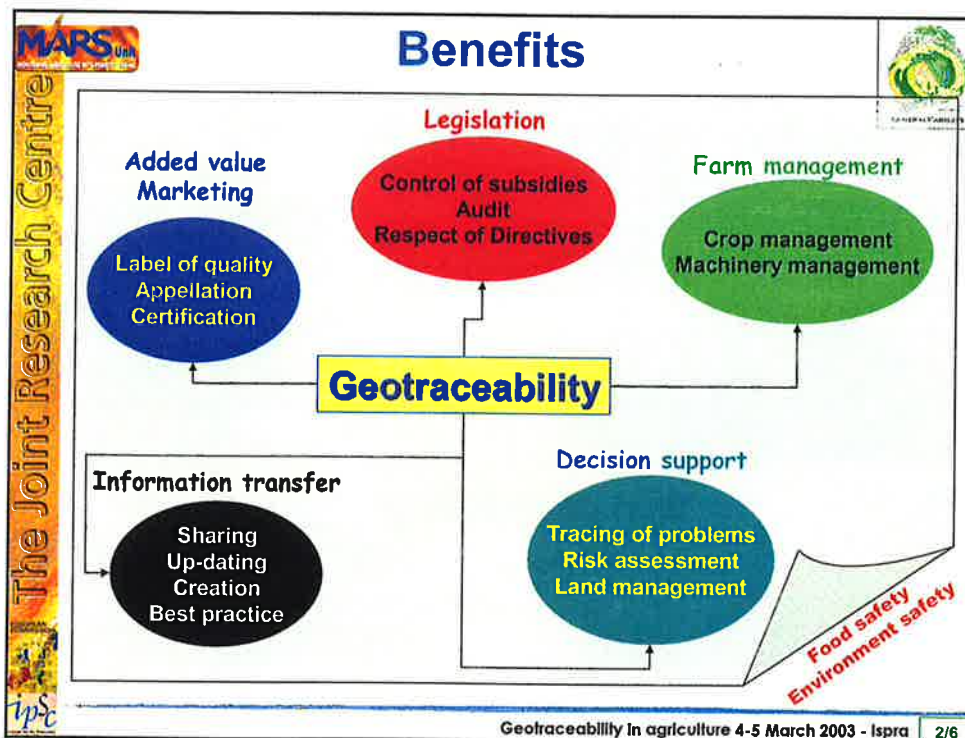 MARS Unit
Benefits
The Joint Research Centre
Legislation
Control of subsidies
Audit
Respect of Directives
Added value
Marketing
Label of quality
Appellation
Certification
Farm management
Crop management
Machinery management
Geotraceability
Information transfer
Sharing
Up-dating
Creation
Best practice
Decision support
Tracing of problems
Risk assessment
Land management
Food safety
Environment safety
ipsc
Geotraceability in agriculture 4-5 March 2003 - Ispra
2/6